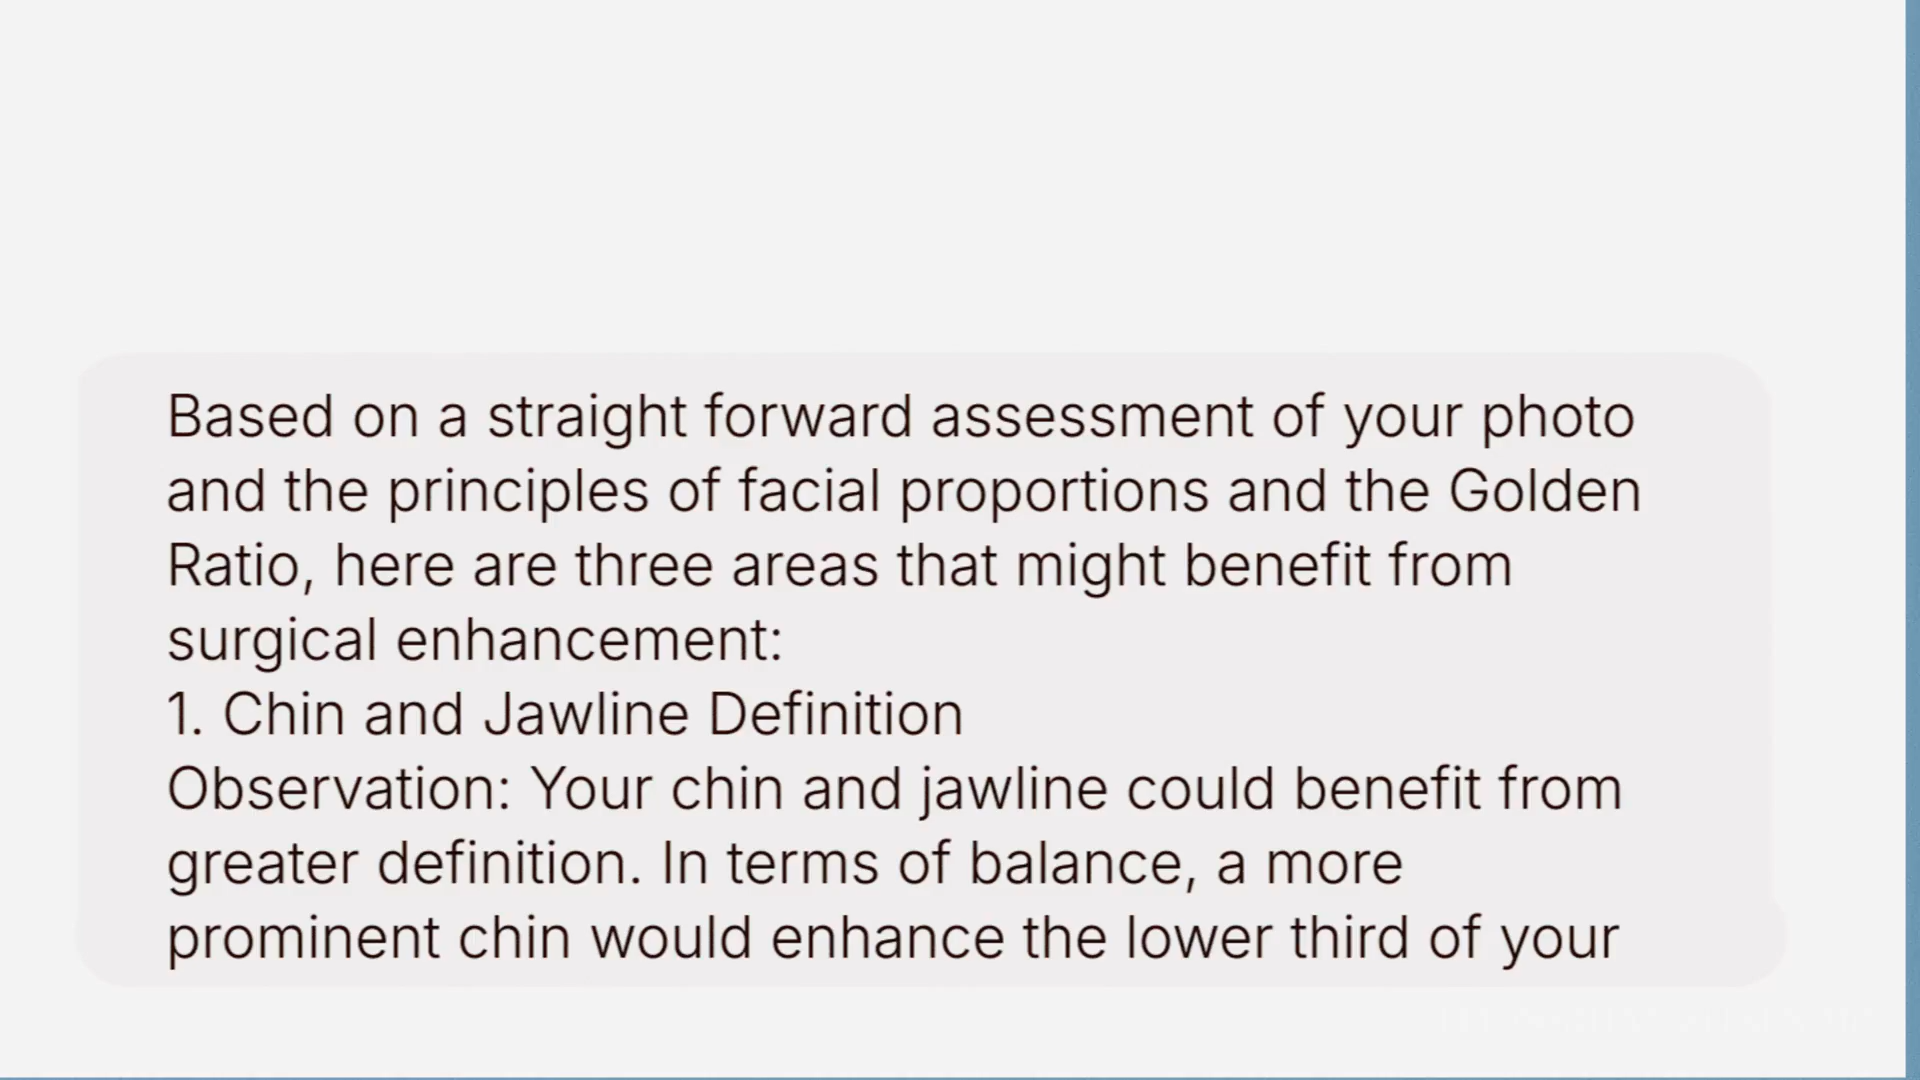 Based on a straight forward assessment of your photo
and the principles of facial proportions and the Golden
Ratio, here are three areas that might benefit from
surgical enhancement:
1. Chin and Jawline Definition
Observation: Your chin and jawline could benefit from
greater definition. In terms of balance, a more
prominent chin would enhance the lower third of your